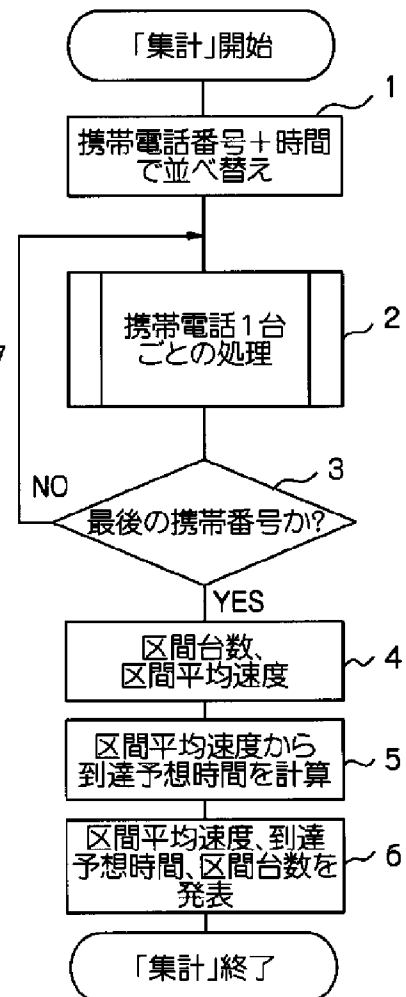 「集計」開始
1
携帯電話番号＋時間
で並べ替え
携帯電話1台
ごとの処理
2
3
NO
最後の携帯番号か?
YES
区間台数、
区間平均速度
4
区間平均速度から
到達予想時間を計算
5
区間平均速度、到達
予想時間、区間台数を
発表
6
「集計」終了